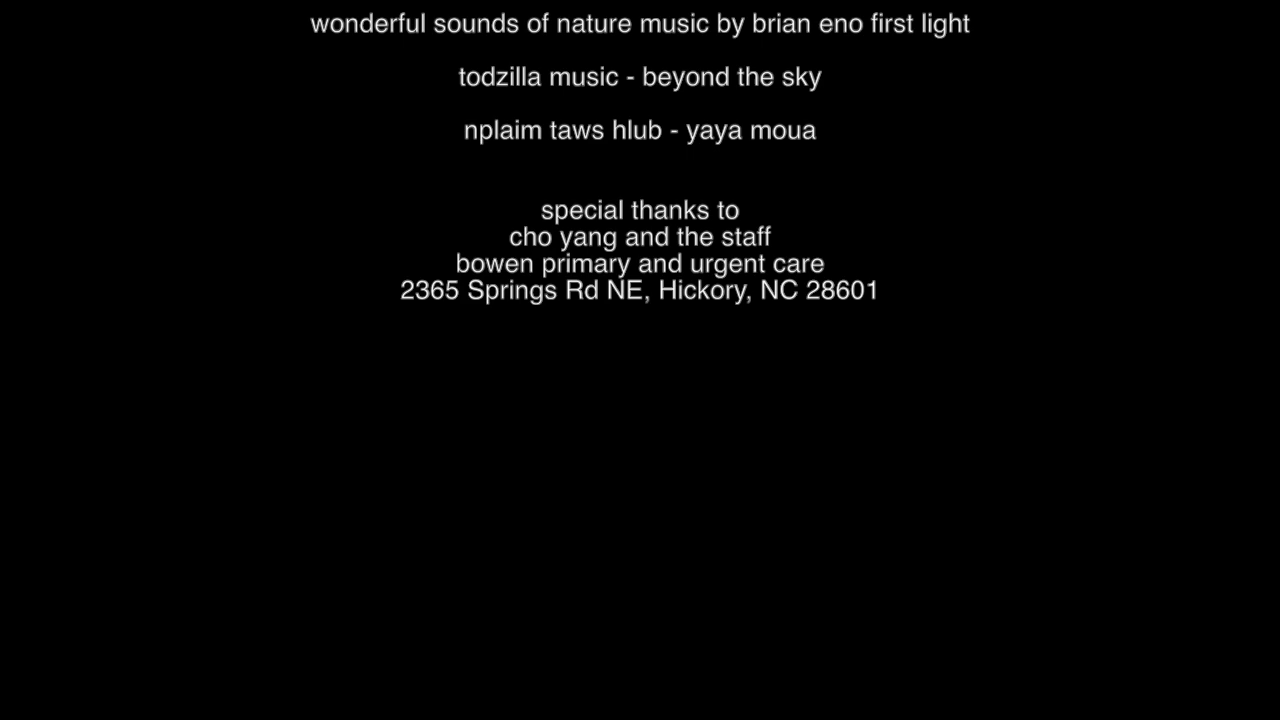 wonderful sounds of nature music by brian eno first light
todzilla music - beyond the sky
nplaim taws hlub - yaya moua
special thanks to
cho yang and the staff
bowen primary and urgent care
2365 Springs Rd NE, Hickory, NC 28601